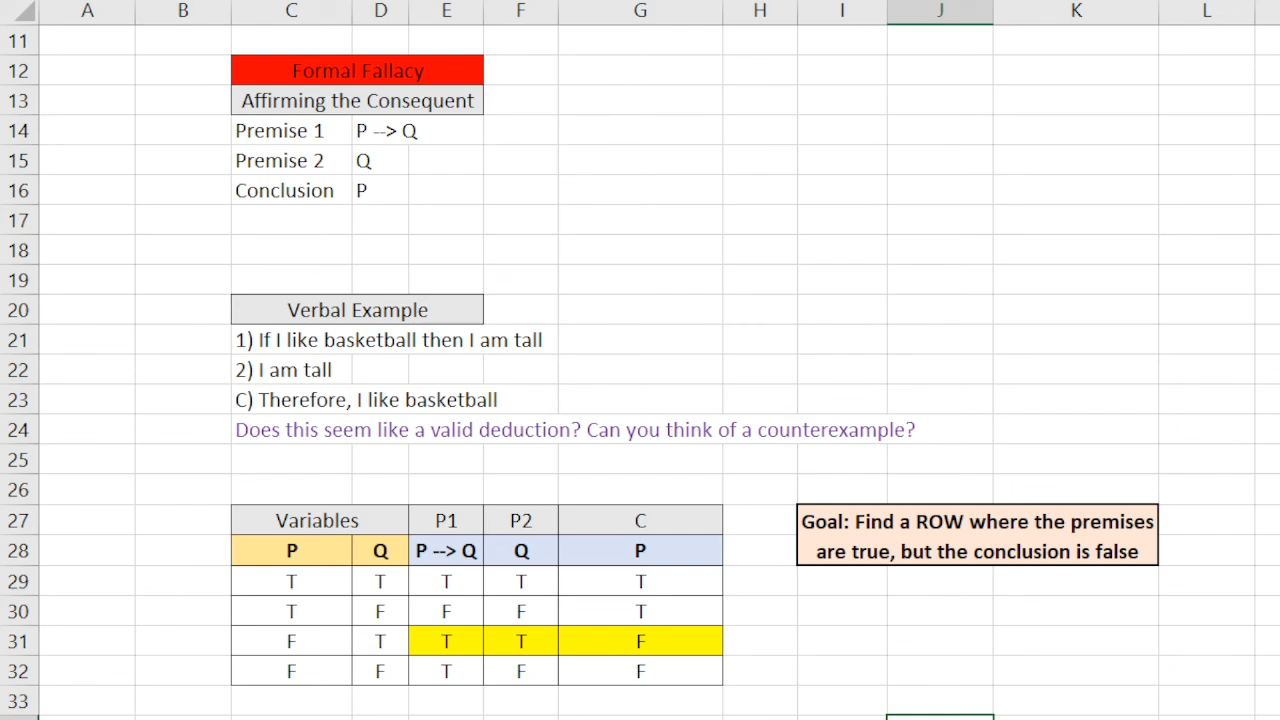 A B C D E F G H I J K L
11
12 Formal Fallacy
13 Affirming the Consequent
14 Premise 1 P --> Q
15 Premise 2 Q
16 Conclusion P
17
18
19
20 Verbal Example
21 1) If I like basketball then I am tall
22 2) I am tall
23 C) Therefore, I like basketball
24 Does this seem like a valid deduction? Can you think of a counterexample?
25
26
27 Variables P1 P2 C Goal: Find a ROW where the premises
28 P Q P --> Q Q P are true, but the conclusion is false
29 T T T T T
30 T F F F T
31 F T T T F
32 F F T F F
33